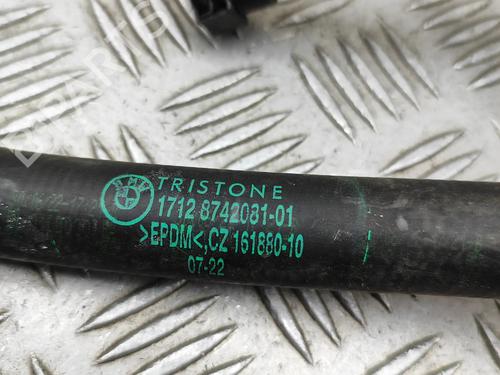 TRISTONE
1712 8742081-01
>EPDM<,CZ 161880-10
07-22